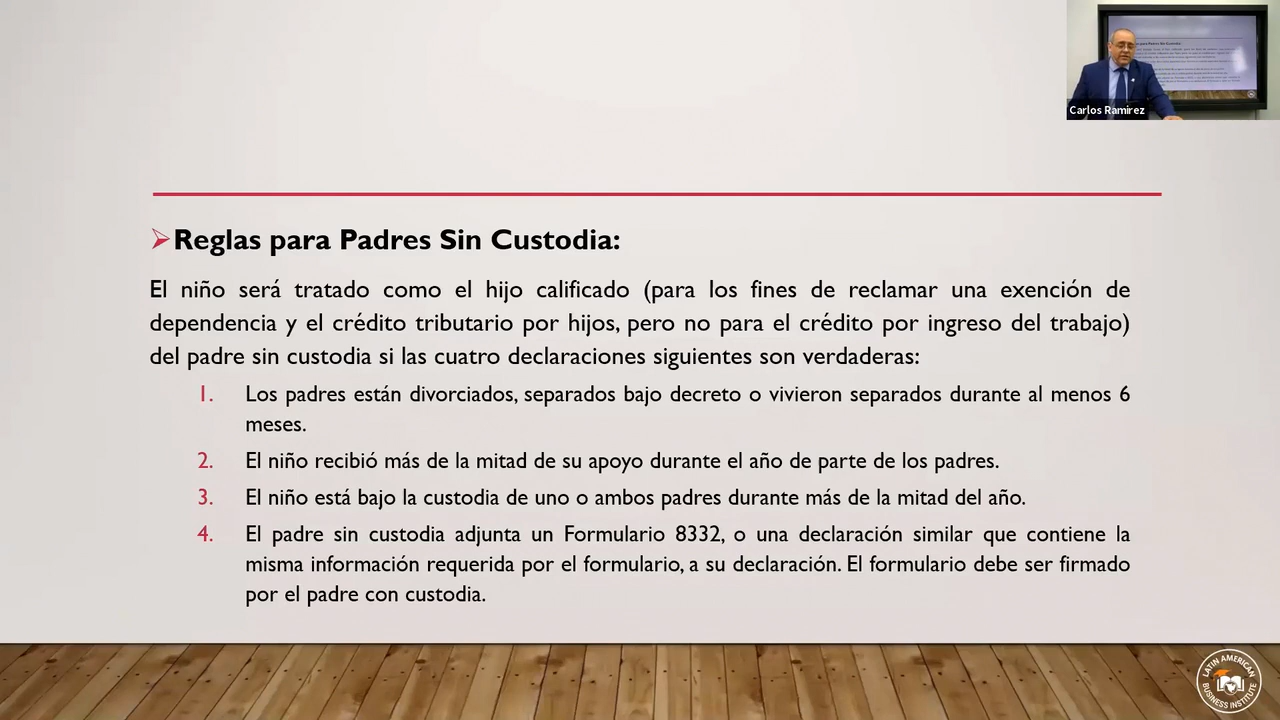 Carlos Ramirez
Reglas para Padres Sin Custodia:
El niño será tratado como el hijo calificado (para los fines de reclamar una exención de
dependencia y el crédito tributario por hijos, pero no para el crédito por ingreso del trabajo)
del padre sin custodia si las cuatro declaraciones siguientes son verdaderas:
1. Los padres están divorciados, separados bajo decreto o vivieron separados durante al menos 6
meses.
2. El niño recibió más de la mitad de su apoyo durante el año de parte de los padres.
3. El niño está bajo la custodia de uno o ambos padres durante más de la mitad del año.
4. El padre sin custodia adjunta un Formulario 8332, o una declaración similar que contiene la
misma información requerida por el formulario, a su declaración. El formulario debe ser firmado
por el padre con custodia.
LATIN AMERICAN
BUSINESS INSTITUTE